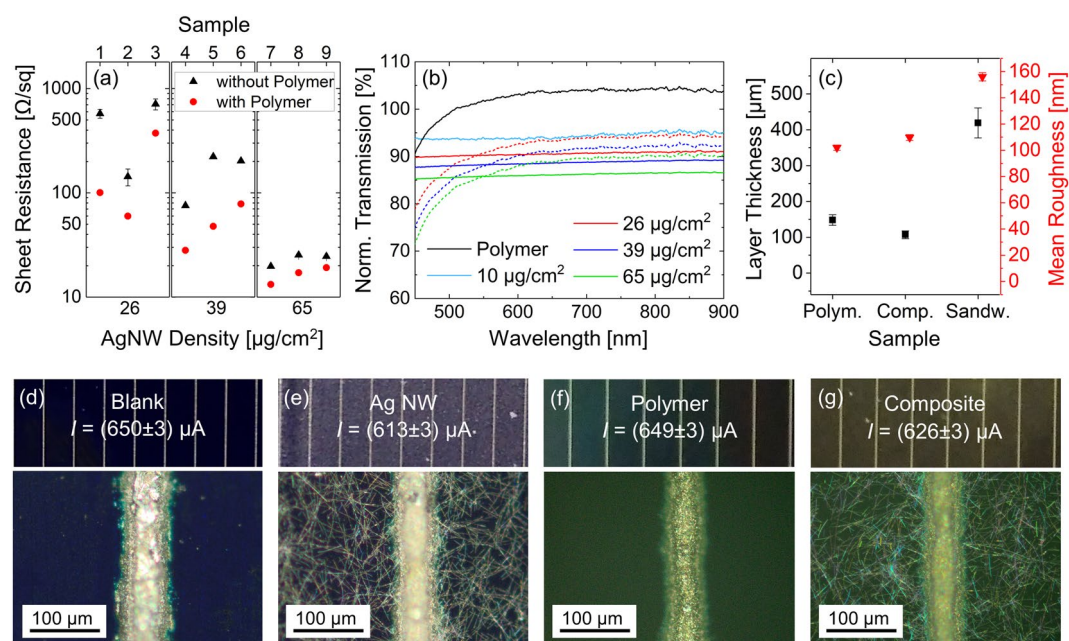 Sample
1 2 3 4 5 6 7 8 9
(a)
▲ without Polymer
● with Polymer
1000
500
100
50
10
Sheet Resistance [Ω/sq]
26 39 65
AgNW Density [µg/cm²]
(b)
110
100
90
80
70
60
Norm. Transmission [%]
Polymer
10 µg/cm²
26 µg/cm²
39 µg/cm²
65 µg/cm²
500 600 700 800 900
Wavelength [nm]
(c)
500
400
300
200
100
0
Layer Thickness [µm]
160
140
120
100
80
60
40
20
0
Mean Roughness [nm]
Polym. Comp. Sandw.
Sample
(d)
Blank
I = (650±3) µA
100 µm
(e)
Ag NW
I = (613±3) µA
100 µm
(f)
Polymer
I = (649±3) µA
100 µm
(g)
Composite
I = (626±3) µA
100 µm